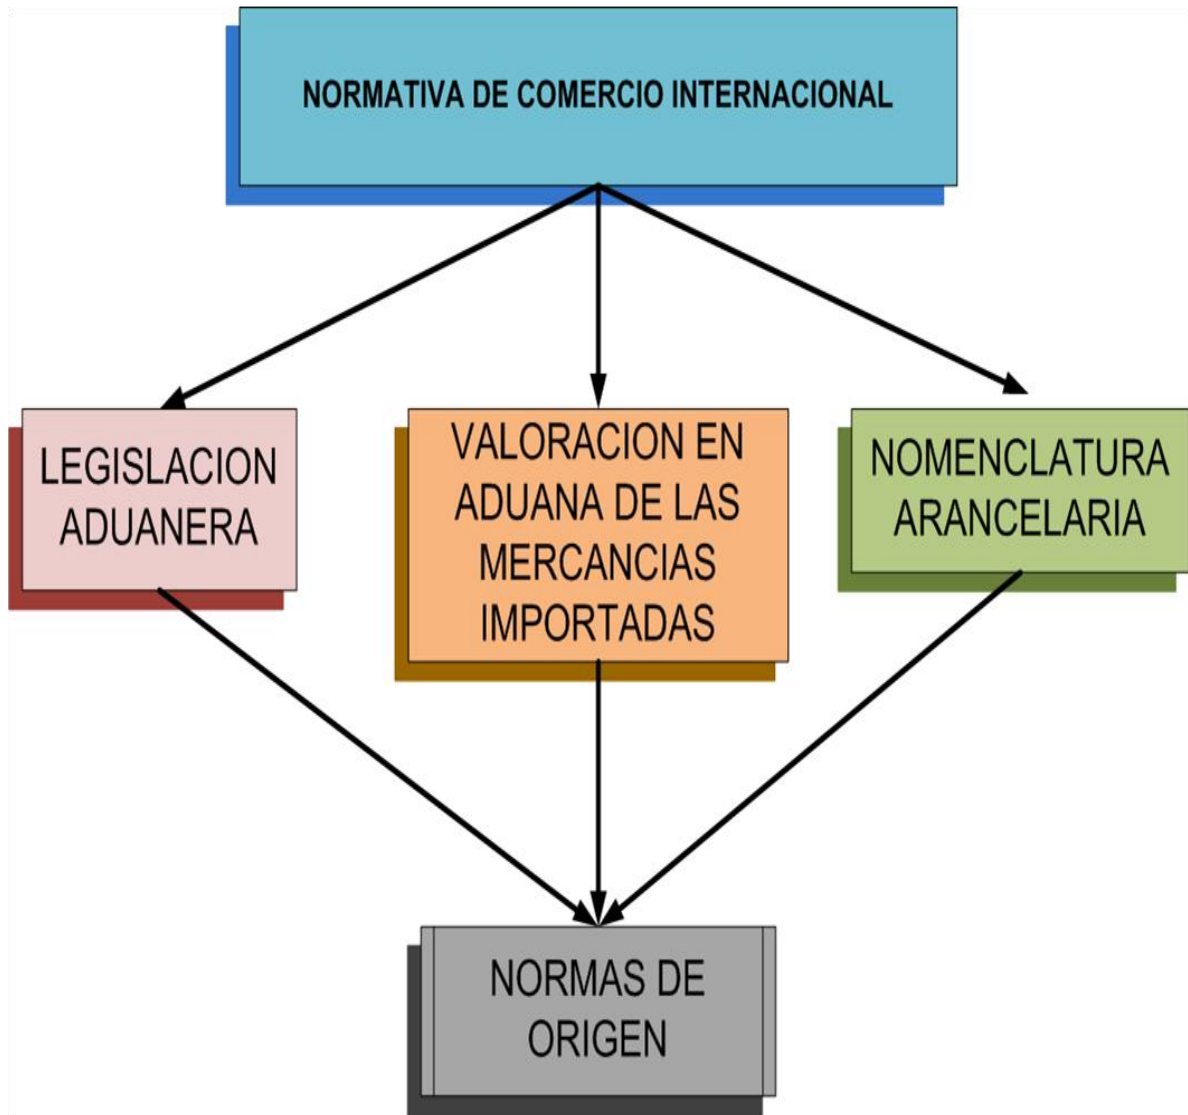 NORMATIVA DE COMERCIO INTERNACIONAL
LEGISLACION
ADUANERA
VALORACION EN
ADUANA DE LAS
MERCANCIAS
IMPORTADAS
NOMENCLATURA
ARANCELARIA
NORMAS DE
ORIGEN